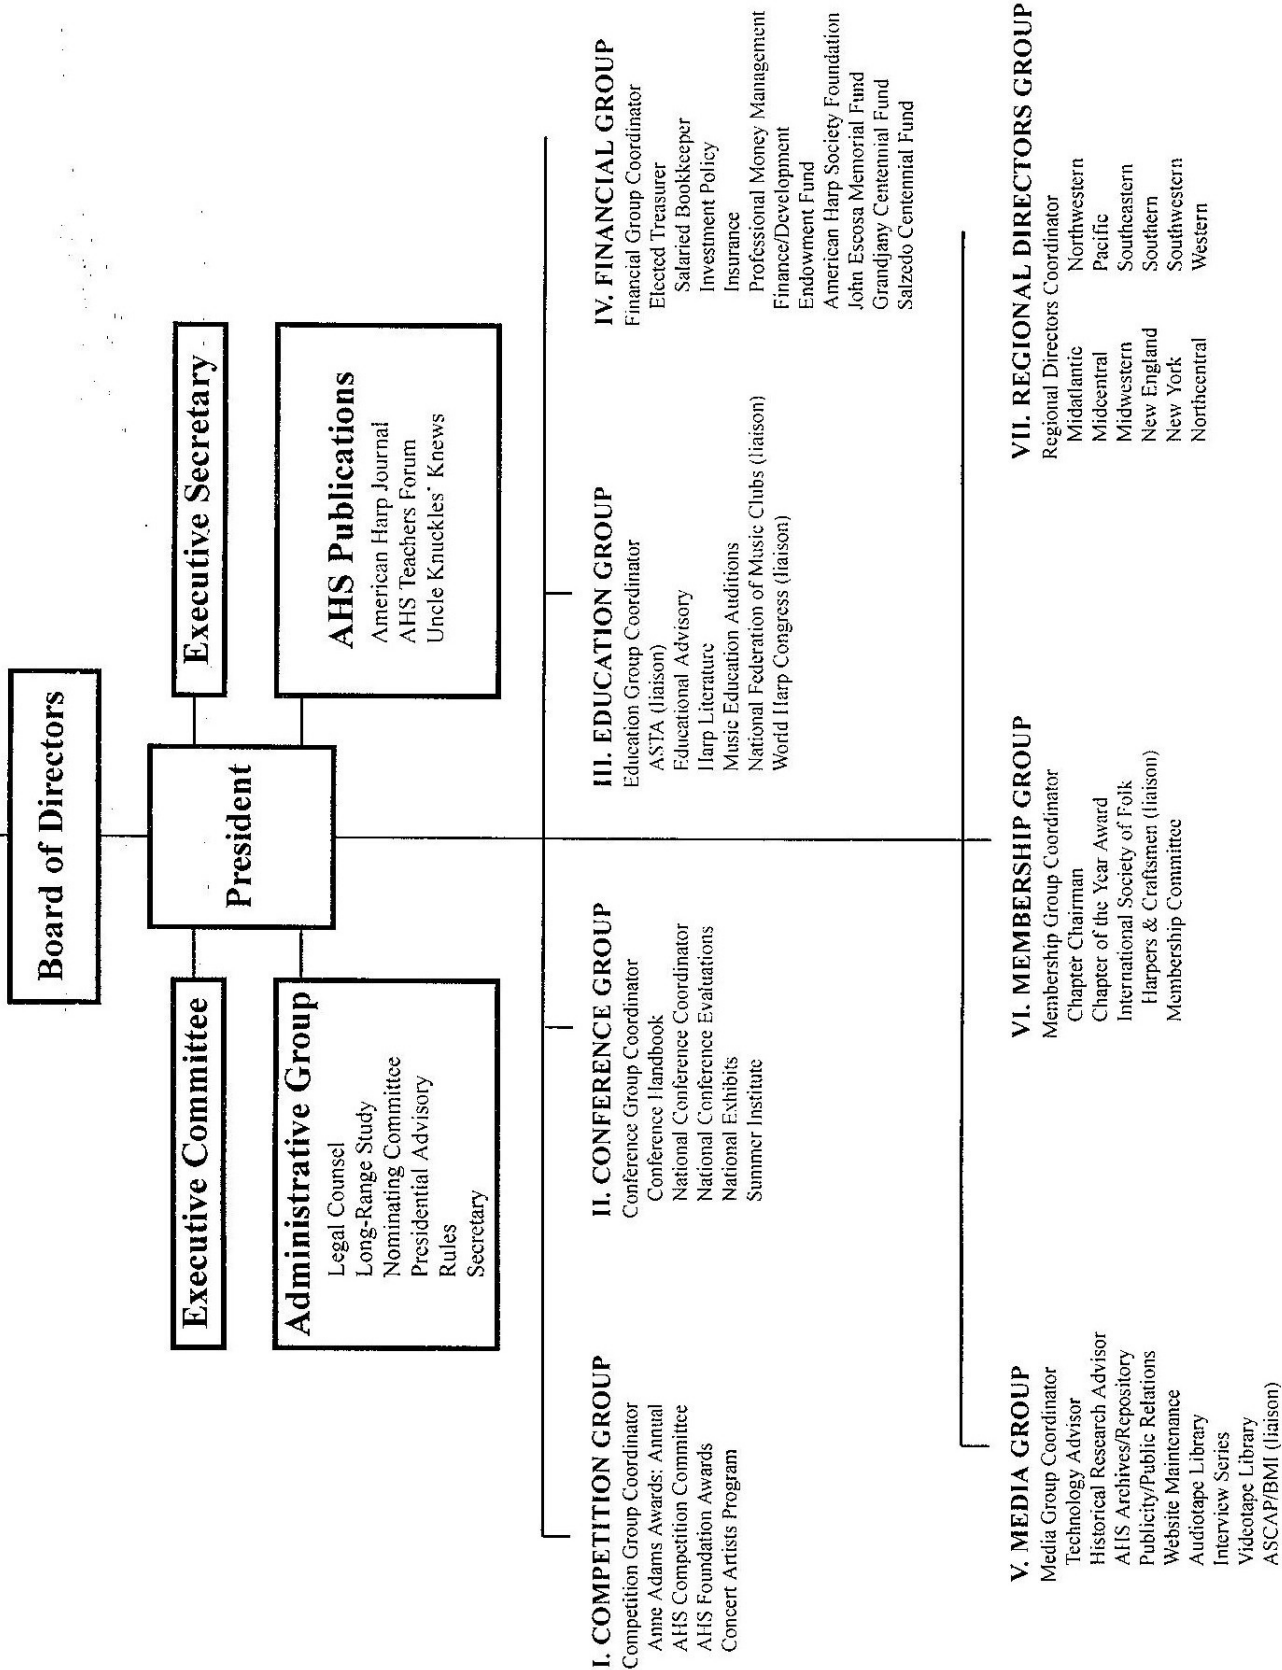 Board of Directors
Executive Committee
President
Executive Secretary
Administrative Group
Legal Counsel
Long-Range Study
Nominating Committee
Presidential Advisory
Rules
Secretary
AHS Publications
American Harp Journal
AHS Teachers Forum
Uncle Knuckles' Knews
I. COMPETITION GROUP
Competition Group Coordinator
Anne Adams Awards: Annual
AHS Competition Committee
AHS Foundation Awards
Concert Artists Program
II. CONFERENCE GROUP
Conference Group Coordinator
Conference Handbook
National Conference Coordinator
National Conference Evaluations
National Exhibits
Summer Institute
III. EDUCATION GROUP
Education Group Coordinator
ASTA (liaison)
Educational Advisory
Harp Literature
Music Education Auditions
National Federation of Music Clubs (liaison)
World Harp Congress (liaison)
IV. FINANCIAL GROUP
Financial Group Coordinator
Elected Treasurer
Salaried Bookkeeper
Investment Policy
Insurance
Professional Money Management
Finance/Development
Endowment Fund
American Harp Society Foundation
John Escosa Memorial Fund
Grandjany Centennial Fund
Salzedo Centennial Fund
V. MEDIA GROUP
Media Group Coordinator
Technology Advisor
Historical Research Advisor
AHS Archives/Repository
Publicity/Public Relations
Website Maintenance
Audiotape Library
Interview Series
Videotape Library
ASCAP/BMI (liaison)
VI. MEMBERSHIP GROUP
Membership Group Coordinator
Chapter Chairman
Chapter of the Year Award
International Society of Folk
Harpers & Craftsmen (liaison)
Membership Committee
VII. REGIONAL DIRECTORS GROUP
Regional Directors Coordinator
Midatlantic Northwestern
Midcentral Pacific
Midwestern Southeastern
New England Southern
New York Southwestern
Northcentral Western